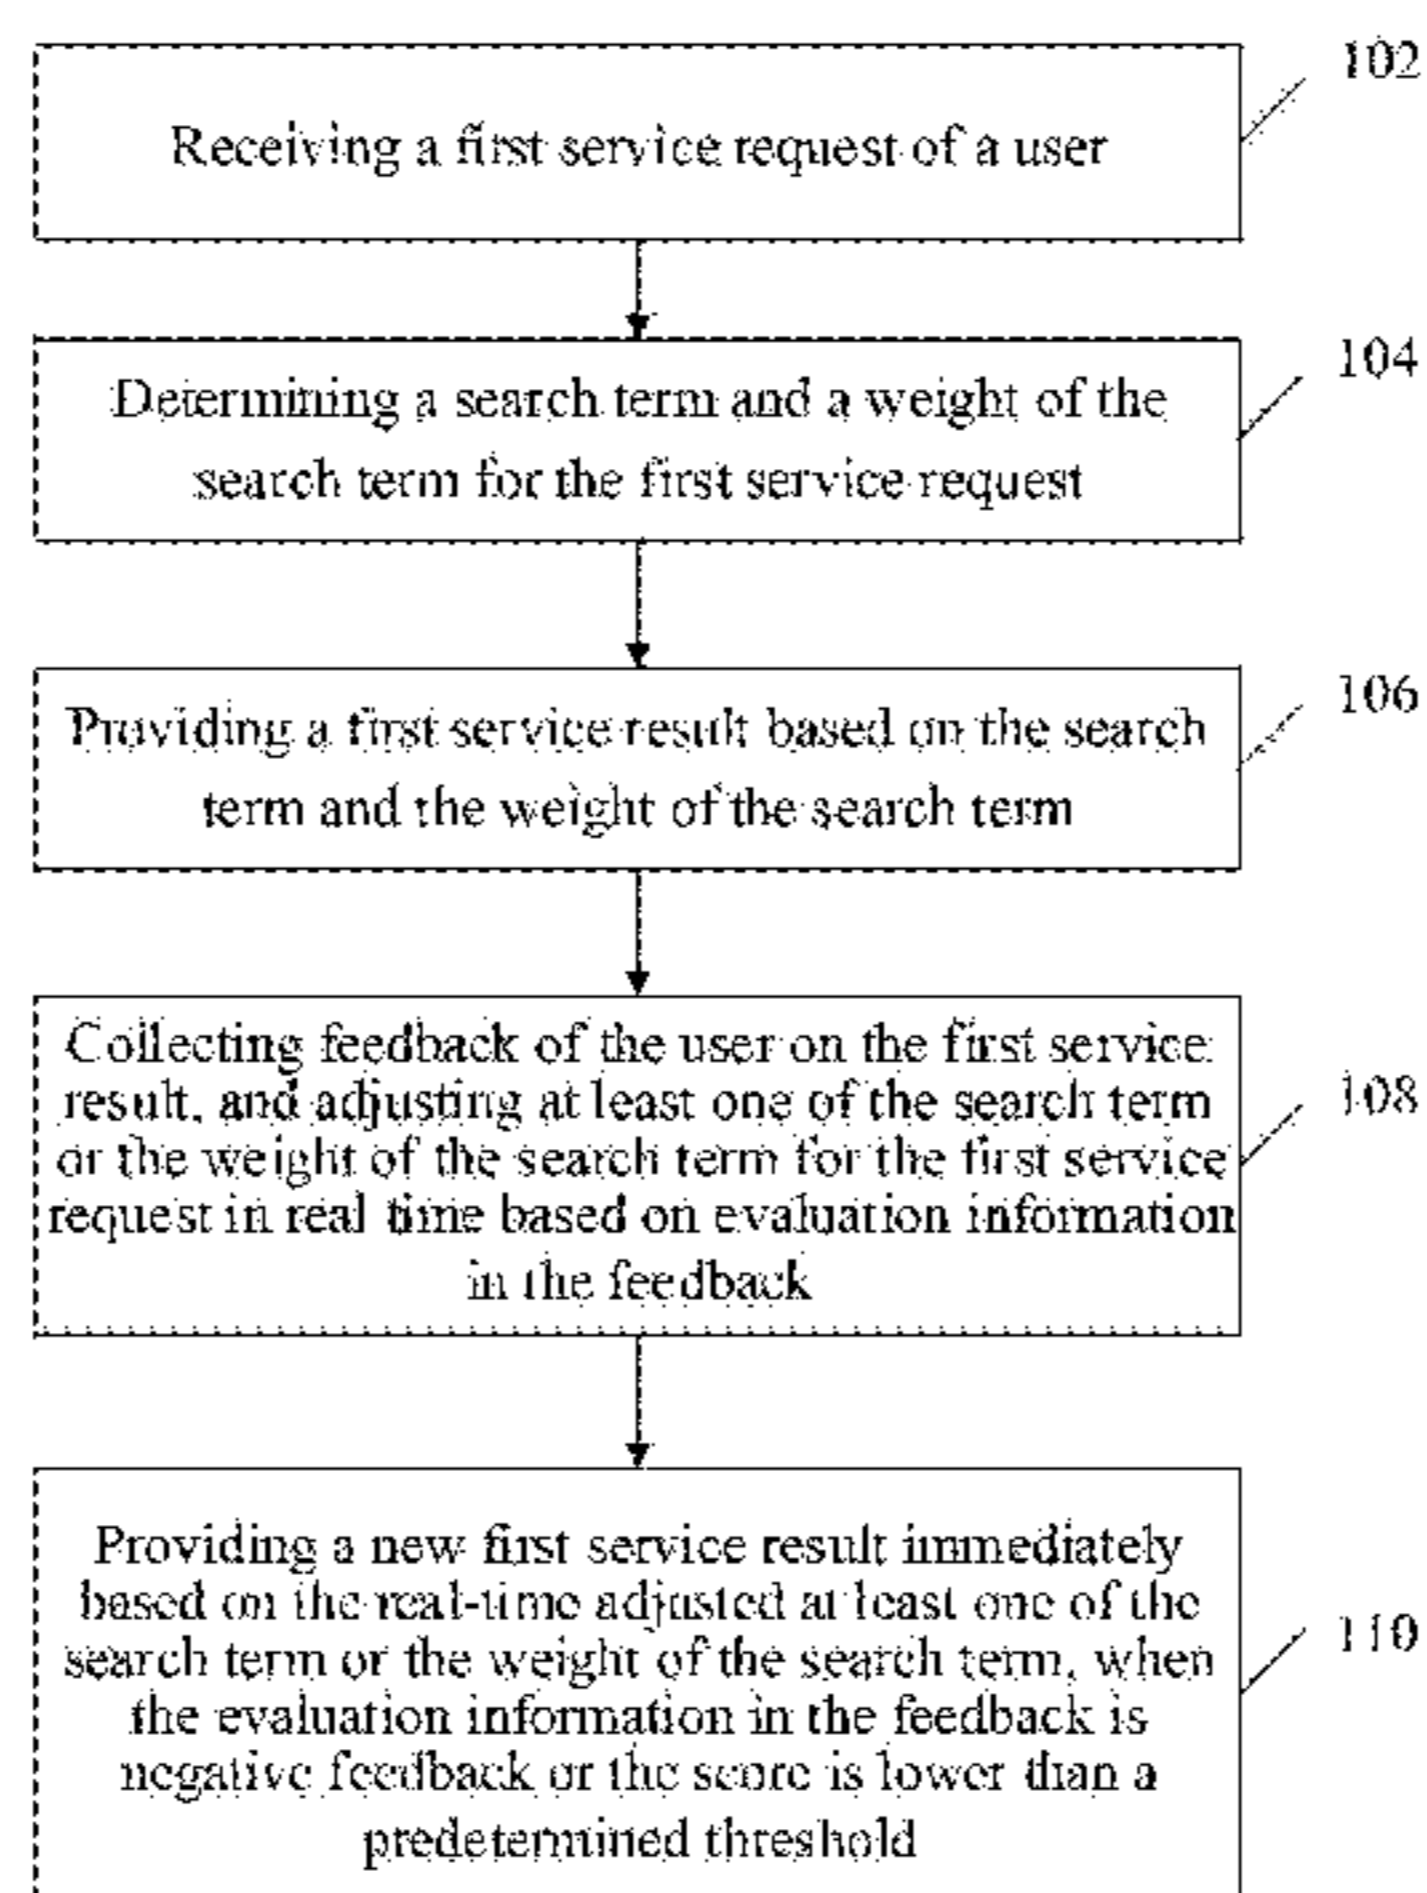 102
Receiving a first service request of a user
104
Determining a search term and a weight of the
search term for the first service request
106
Providing a first service result based on the search
term and the weight of the search term
Collecting feedback of the user on the first service
result, and adjusting at least one of the search term
108
or the weight of the search term for the first service
request in real time based on evaluation information
in the feedback
Providing a new first service result immediately
based on the real-time adjusted at least one of the
110
search term or the weight of the search term, when
the evaluation information in the feedback is
negative feedback or the score is lower than a
predetermined threshold